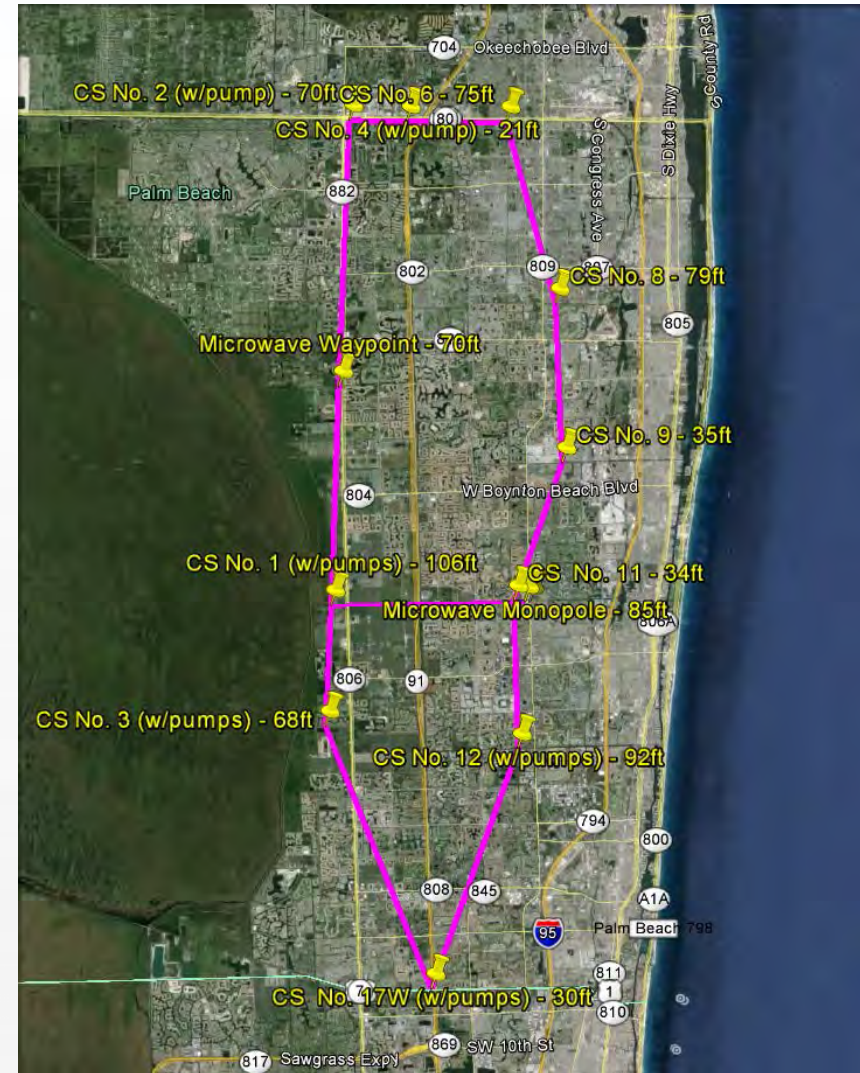 704
Okeechobee Blvd
S County Rd
CS No. 2 (w/pump) - 70ft
CS No. 6 - 75ft
80
CS No. 4 (w/pump) - 21ft
S Congress Ave
S Dixie Hwy
882
Palm Beach
802
809
CS No. 8 - 79ft
805
Microwave Waypoint - 70ft
CS No. 9 - 35ft
804
W Boynton Beach Blvd
CS No. 1 (w/pumps) - 106ft
CS No. 11 - 34ft
Microwave Monopole - 85ft
806
91
CS No. 3 (w/pumps) - 68ft
CS No. 12 (w/pumps) - 92ft
794
800
808
845
A1A
95
Palm Beach 798
811
7
CS No. 17W (w/pumps) - 30ft
1
810
869
SW 10th St
817
Sawgrass Expy